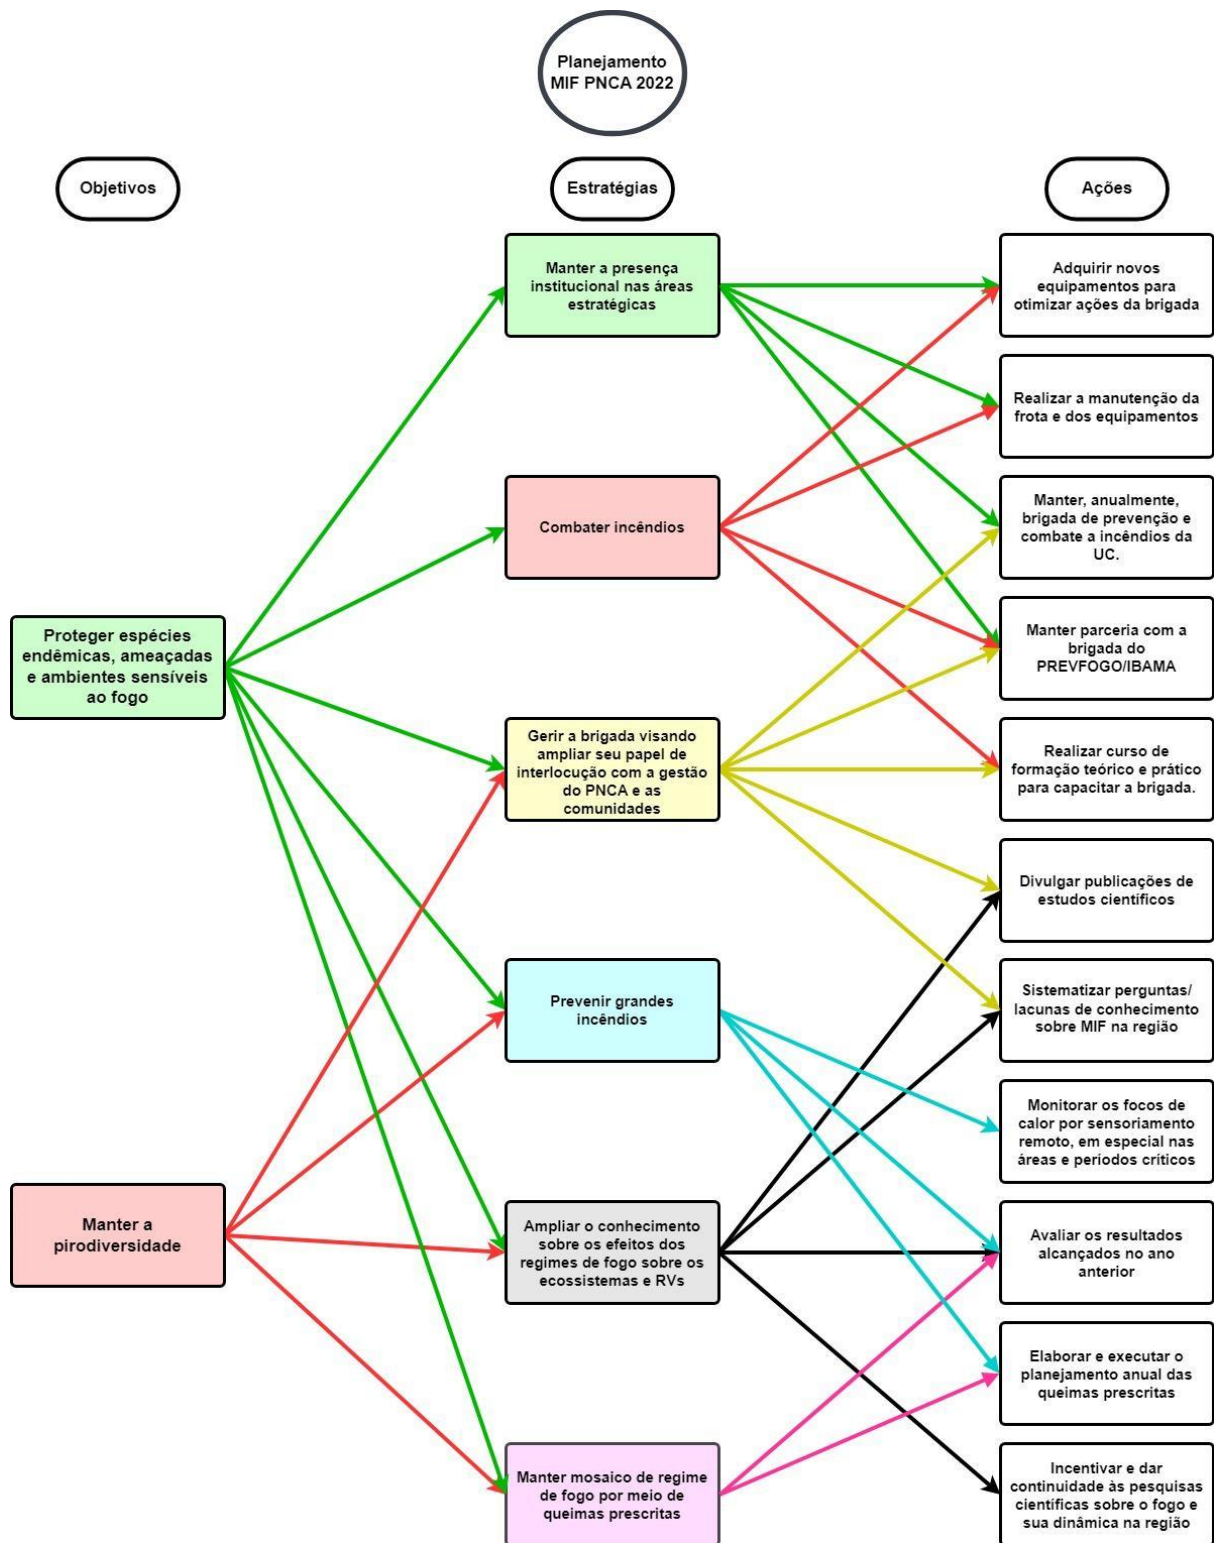 Planejamento
MIF PNCA 2022
Objetivos
Estratégias
Ações
Proteger espécies
endêmicas, ameaçadas
e ambientes sensíveis
ao fogo
Manter a
pirodiversidade
Manter a presença
institucional nas áreas
estratégicas
Combater incêndios
Gerir a brigada visando
ampliar seu papel de
interlocução com a gestão
do PNCA e as
comunidades
Prevenir grandes
incêndios
Ampliar o conhecimento
sobre os efeitos dos
regimes de fogo sobre os
ecossistemas e RVs
Manter mosaico de regime
de fogo por meio de
queimas prescritas
Adquirir novos
equipamentos para
otimizar ações da brigada
Realizar a manutenção da
frota e dos equipamentos
Manter, anualmente,
brigada de prevenção e
combate a incêndios da
UC.
Manter parceria com a
brigada do
PREVFOGO/IBAMA
Realizar curso de
formação teórico e prático
para capacitar a brigada.
Divulgar publicações de
estudos científicos
Sistematizar perguntas/
lacunas de conhecimento
sobre MIF na região
Monitorar os focos de
calor por sensoriamento
remoto, em especial nas
áreas e períodos críticos
Avaliar os resultados
alcançados no ano
anterior
Elaborar e executar o
planejamento anual das
queimas prescritas
Incentivar e dar
continuidade às pesquisas
científicas sobre o fogo e
sua dinâmica na região